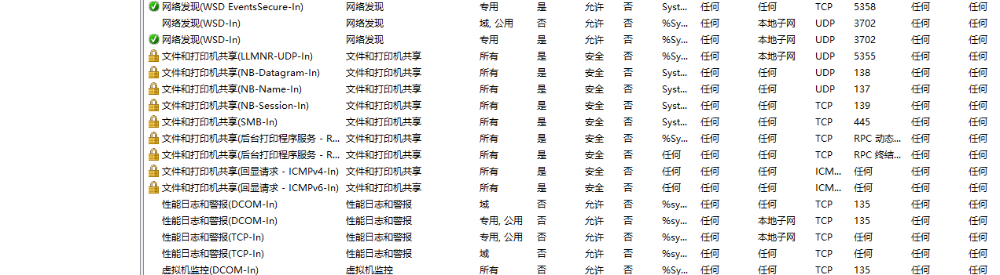 网络发现(WSD EventsSecure-In) 网络发现 专用 是 允许 否 Syst... 任何 任何 TCP 5358 任何 任何
网络发现(WSD-In) 网络发现 域, 公用 否 允许 否 %Sy... 任何 本地子网 UDP 3702 任何 任何
网络发现(WSD-In) 网络发现 专用 是 允许 否 %Sy... 任何 本地子网 UDP 3702 任何 任何
文件和打印机共享(LLMNR-UDP-In) 文件和打印机共享 所有 是 安全 否 %Sy... 任何 本地子网 UDP 5355 任何 任何
文件和打印机共享(NB-Datagram-In) 文件和打印机共享 所有 是 安全 否 Syst... 任何 任何 UDP 138 任何 任何
文件和打印机共享(NB-Name-In) 文件和打印机共享 所有 是 安全 否 Syst... 任何 任何 UDP 137 任何 任何
文件和打印机共享(NB-Session-In) 文件和打印机共享 所有 是 安全 否 Syst... 任何 任何 TCP 139 任何 任何
文件和打印机共享(SMB-In) 文件和打印机共享 所有 是 安全 否 Syst... 任何 任何 TCP 445 任何 任何
文件和打印机共享(后台打印程序服务 - R... 文件和打印机共享 所有 是 安全 否 %Sy... 任何 任何 TCP RPC 动态... 任何 任何
文件和打印机共享(后台打印程序服务 - R... 文件和打印机共享 所有 是 安全 否 任何 任何 任何 TCP RPC 终结... 任何 任何
文件和打印机共享(回显请求 - ICMPv4-In) 文件和打印机共享 所有 是 安全 否 任何 任何 任何 ICM... 任何 任何 任何
文件和打印机共享(回显请求 - ICMPv6-In) 文件和打印机共享 所有 是 安全 否 任何 任何 任何 ICM... 任何 任何 任何
性能日志和警报(DCOM-In) 性能日志和警报 域 否 允许 否 %sy... 任何 任何 TCP 135 任何 任何
性能日志和警报(DCOM-In) 性能日志和警报 专用, 公用 否 允许 否 %sy... 任何 本地子网 TCP 135 任何 任何
性能日志和警报(TCP-In) 性能日志和警报 专用, 公用 否 允许 否 %sy... 任何 本地子网 TCP 任何 任何 任何
性能日志和警报(TCP-In) 性能日志和警报 域 否 允许 否 %sy... 任何 任何 TCP 任何 任何 任何
虚拟机监控(DCOM-In) 虚拟机监控 所有 否 允许 否 %Sy... 任何 任何 TCP 135 任何 任何